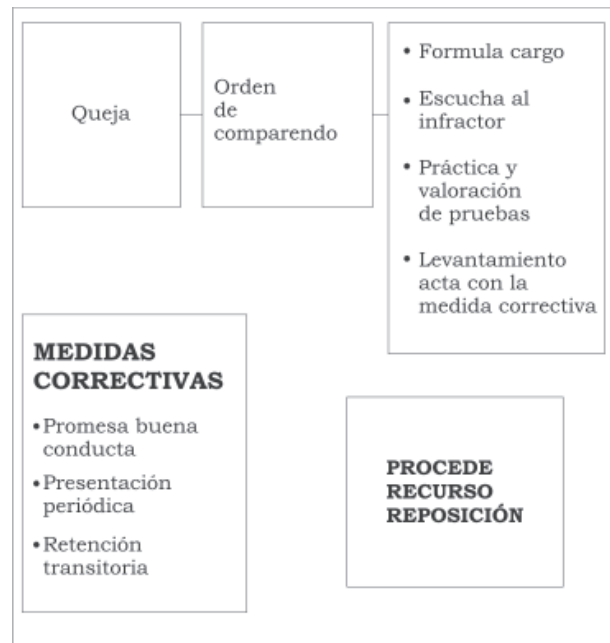 Queja
Orden
de
comparendo
• Formula cargo
• Escucha al
infractor
• Práctica y
valoración
de pruebas
• Levantamiento
acta con la
medida correctiva
MEDIDAS
CORRECTIVAS
• Promesa buena
conducta
• Presentación
periódica
• Retención
transitoria
PROCEDE
RECURSO
REPOSICIÓN